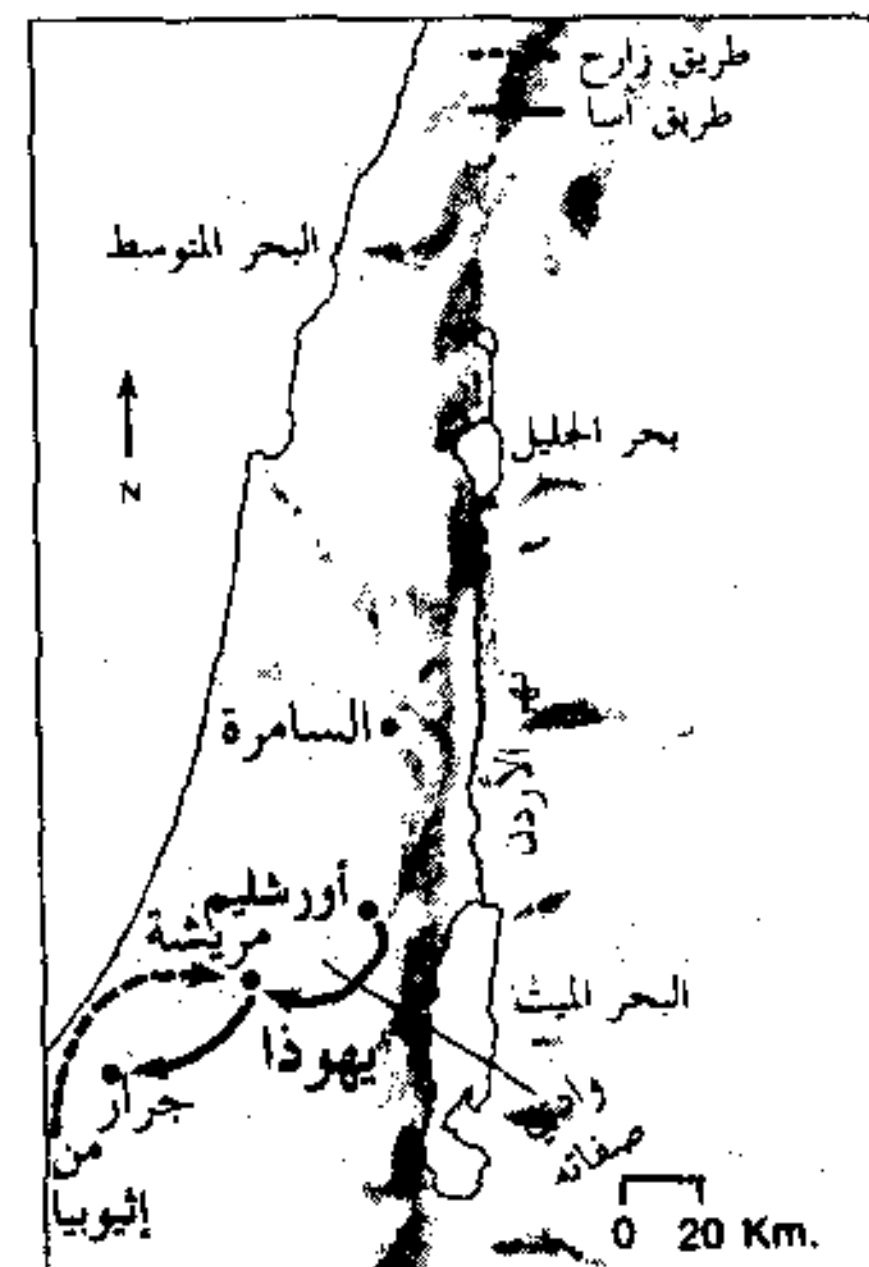 طريق زارح
طريق آسا
البحر المتوسط
N
بحر الجليل
السامرة
الأردن
أورشليم
مريشة
البحر الميت
يهوذا
جرار
وادي
صفاته
من
إثيوبيا
0 20 Km.